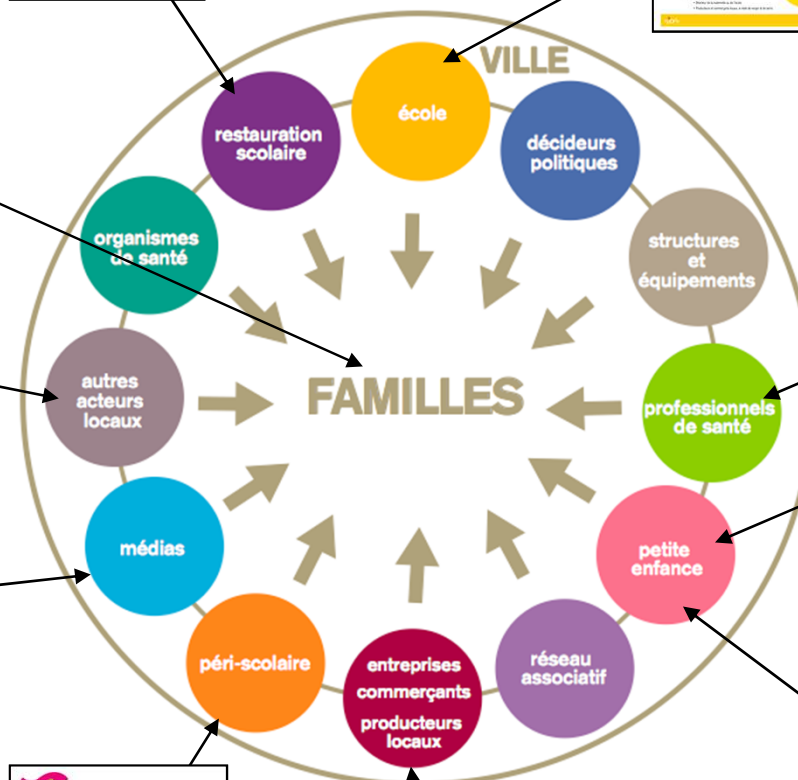 VILLE
école
restauration
scolaire
décideurs
politiques
organismes
de santé
structures
et
équipements
autres
acteurs
locaux
FAMILLES
professionnels
de santé
médias
petite
enfance
péri-scolaire
entreprises
commerçants
producteurs
locaux
réseau
associatif